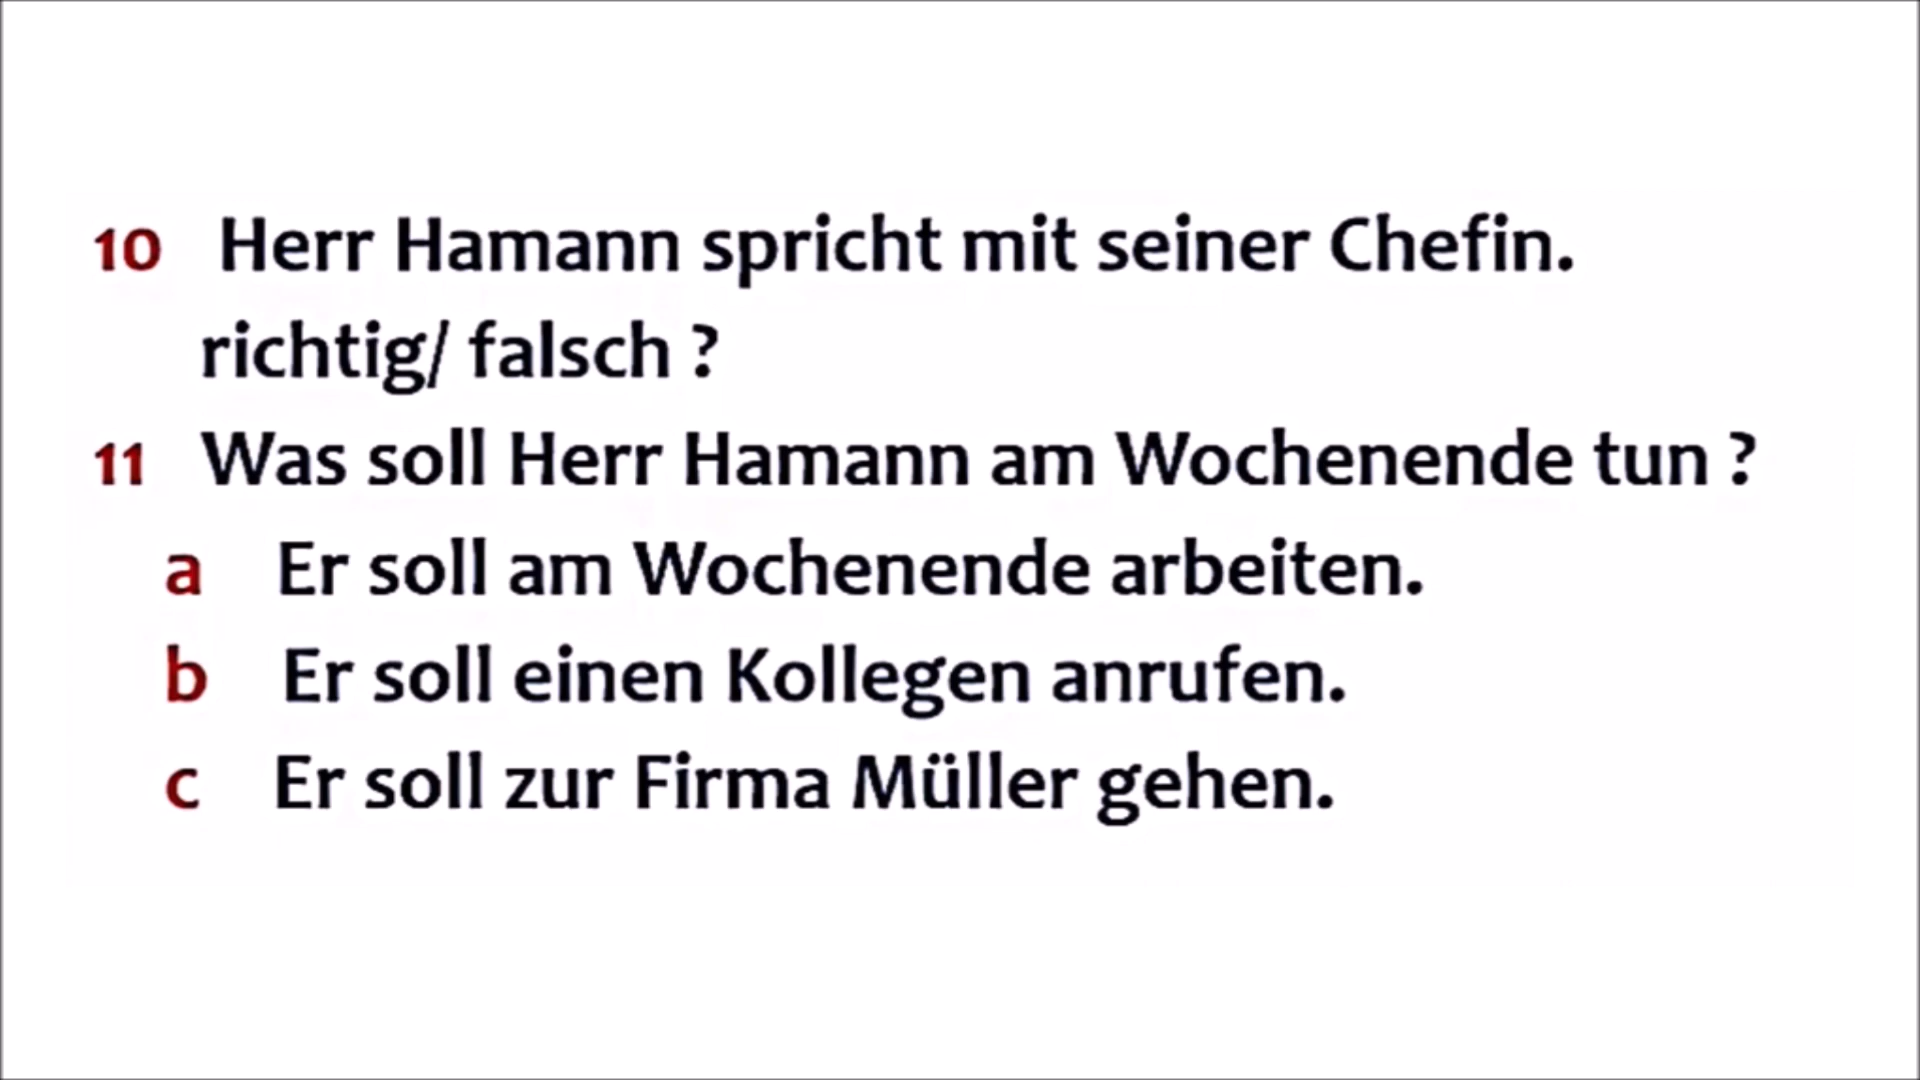 10 Herr Hamann spricht mit seiner Chefin.
richtig/ falsch ?
11 Was soll Herr Hamann am Wochenende tun ?
a Er soll am Wochenende arbeiten.
b Er soll einen Kollegen anrufen.
c Er soll zur Firma Müller gehen.